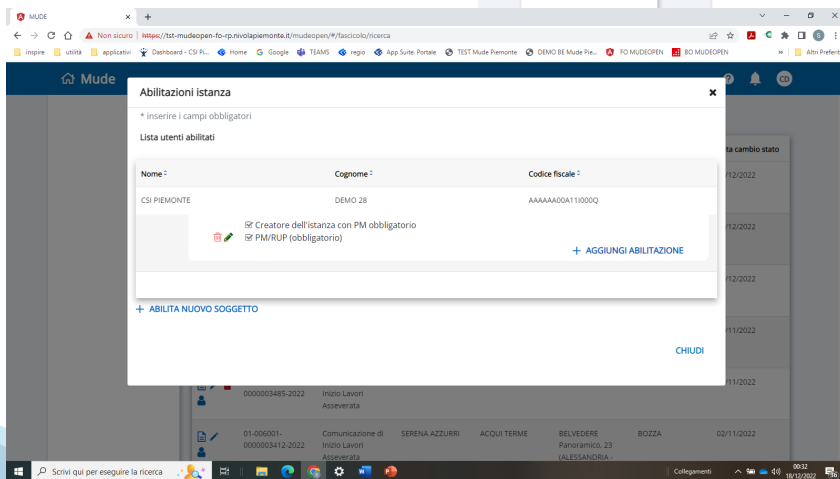 MUDE
Non sicuro | https://tst-mudeopen-fo-rp.nivolapiemonte.it/mudeopen/#/fascicolo/ricerca
inspire utilità applicativi Dashboard - CSI Pi... Home Google TEAMS regio App Suite. Portale TEST Mude Piemonte DEMO BE Mude Pie... FO MUDEOPEN BO MUDEOPEN » Altri Preferit
Mude
CD
Abilitazioni istanza
* inserire i campi obbligatori
Lista utenti abilitati
ta cambio stato
Nome Cognome Codice fiscale
/12/2022
CSI PIEMONTE DEMO 28 AAAAAA00A11I000Q
Creatore dell'istanza con PM obbligatorio
/12/2022
PM/RUP (obbligatorio)
+ AGGIUNGI ABILITAZIONE
/12/2022
+ ABILITA NUOVO SOGGETTO
/11/2022
CHIUDI
/11/2022
0000003485-2022 Inizio Lavori
Asseverata
01-006001- Comunicazione di SERENA AZZURRI ACQUI TERME BELVEDERE BOZZA 02/11/2022
0000003412-2022 Inizio Lavori Panoramico, 23
Asseverata (ALESSANDRIA -
Scrivi qui per eseguire la ricerca
Collegamenti
00:32
18/12/2022